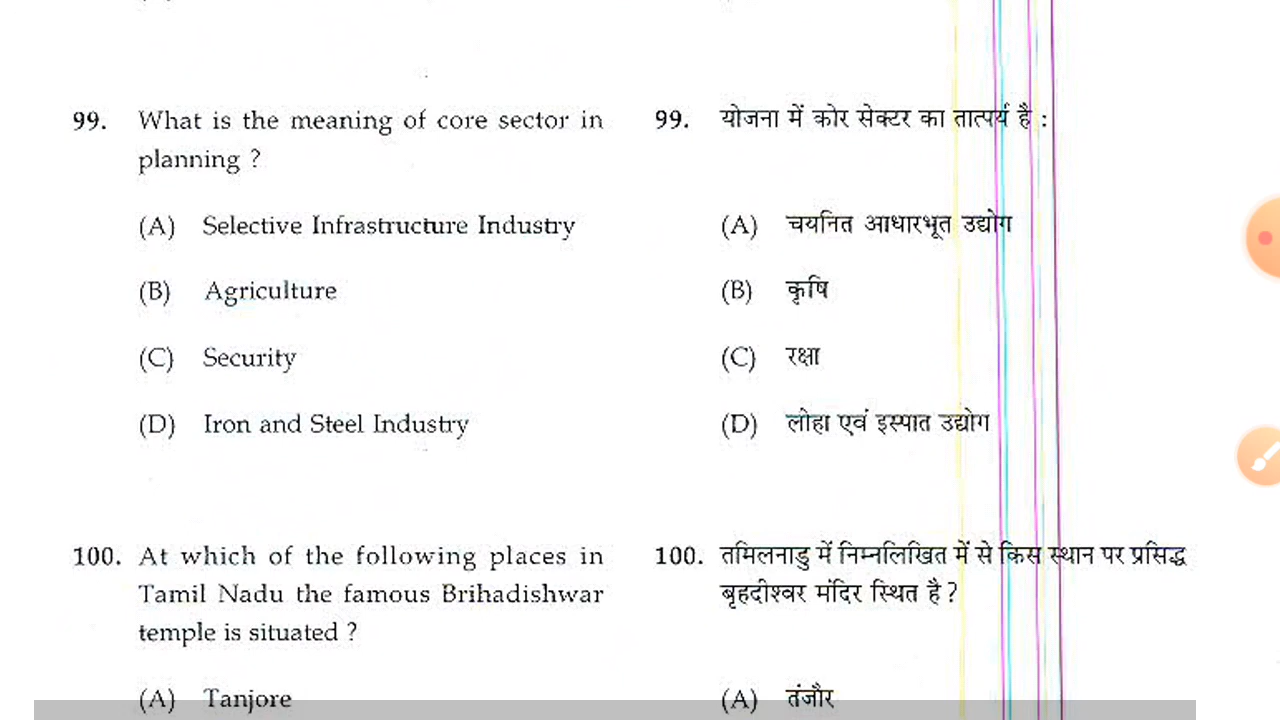 99. What is the meaning of core sector in
planning ?
(A) Selective Infrastructure Industry
(B) Agriculture
(C) Security
(D) Iron and Steel Industry
100. At which of the following places in
Tamil Nadu the famous Brihadishwar
temple is situated ?
(A) Tanjore
99. योजना में कोर सेक्टर का तात्पर्य है :
(A) चयनित आधारभूत उद्योग
(B) कृषि
(C) रक्षा
(D) लोहा एवं इस्पात उद्योग
100. तमिलनाडु में निम्नलिखित में से किस स्थान पर प्रसिद्ध
बृहदीश्वर मंदिर स्थित है ?
(A) तंजौर